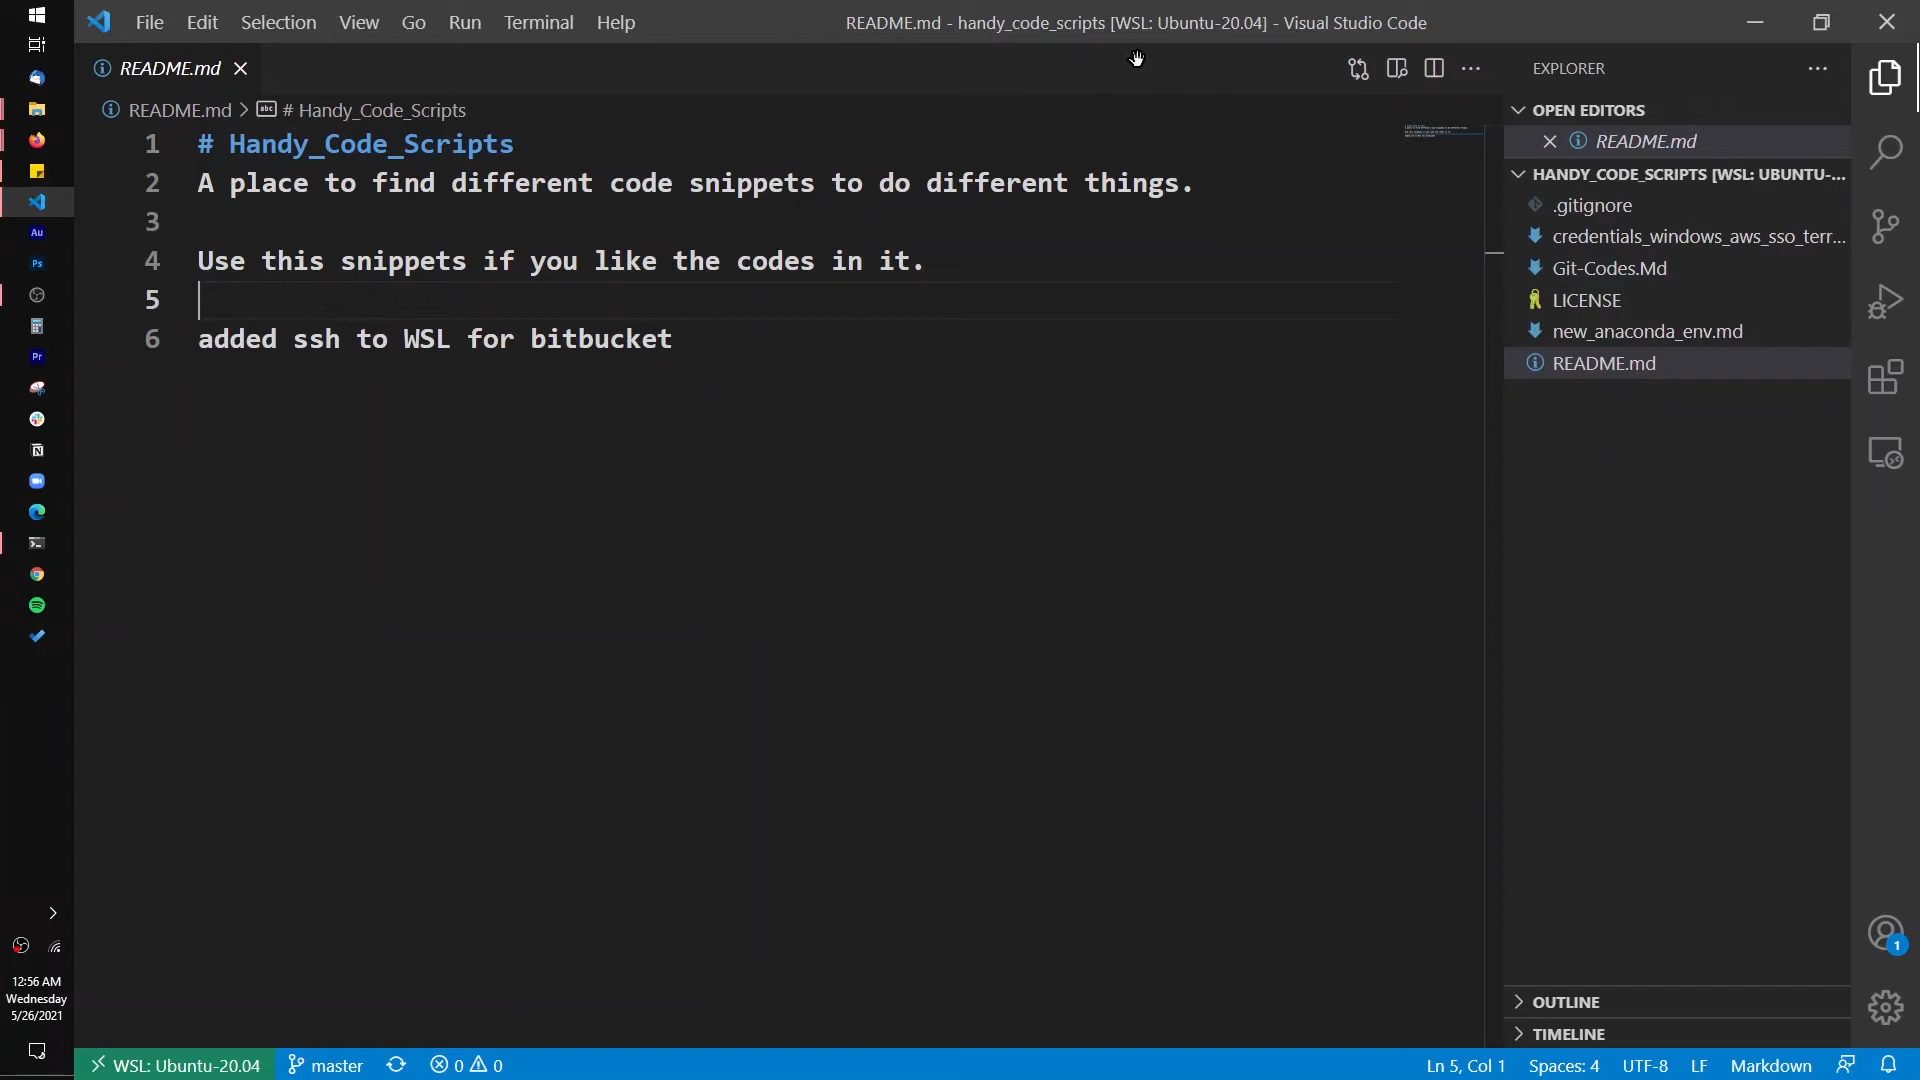 File Edit Selection View Go Run Terminal Help
README.md - handy_code_scripts [WSL: Ubuntu-20.04] - Visual Studio Code
README.md
README.md > # Handy_Code_Scripts
1 # Handy_Code_Scripts
2 A place to find different code snippets to do different things.
3
4 Use this snippets if you like the codes in it.
5
6 added ssh to WSL for bitbucket
EXPLORER
OPEN EDITORS
README.md
HANDY_CODE_SCRIPTS [WSL: UBUNTU-...
.gitignore
credentials_windows_aws_sso_terr...
Git-Codes.Md
LICENSE
new_anaconda_env.md
README.md
OUTLINE
TIMELINE
1
Au
Ps
Pr
12:56 AM
Wednesday
5/26/2021
WSL: Ubuntu-20.04 master 0 0
Ln 5, Col 1 Spaces: 4 UTF-8 LF Markdown